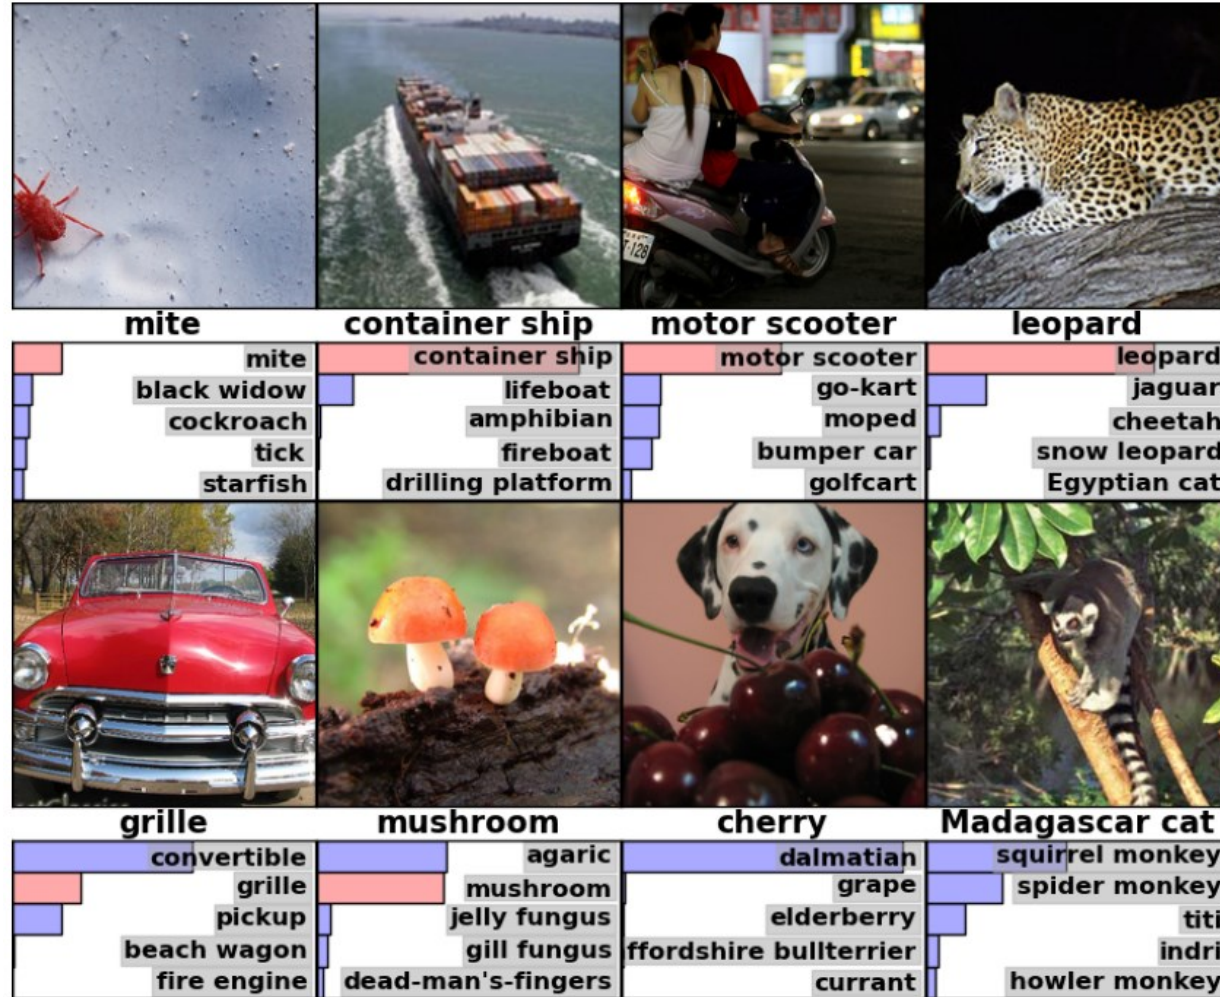 mite
container ship
motor scooter
leopard
mite
black widow
cockroach
tick
starfish
container ship
lifeboat
amphibian
fireboat
drilling platform
motor scooter
go-kart
moped
bumper car
golfcart
leopard
jaguar
cheetah
snow leopard
Egyptian cat
grille
mushroom
cherry
Madagascar cat
convertible
grille
pickup
beach wagon
fire engine
agaric
mushroom
jelly fungus
gill fungus
dead-man's-fingers
dalmatian
grape
elderberry
ffordshire bullterrier
currant
squirrel monkey
spider monkey
titi
indri
howler monkey